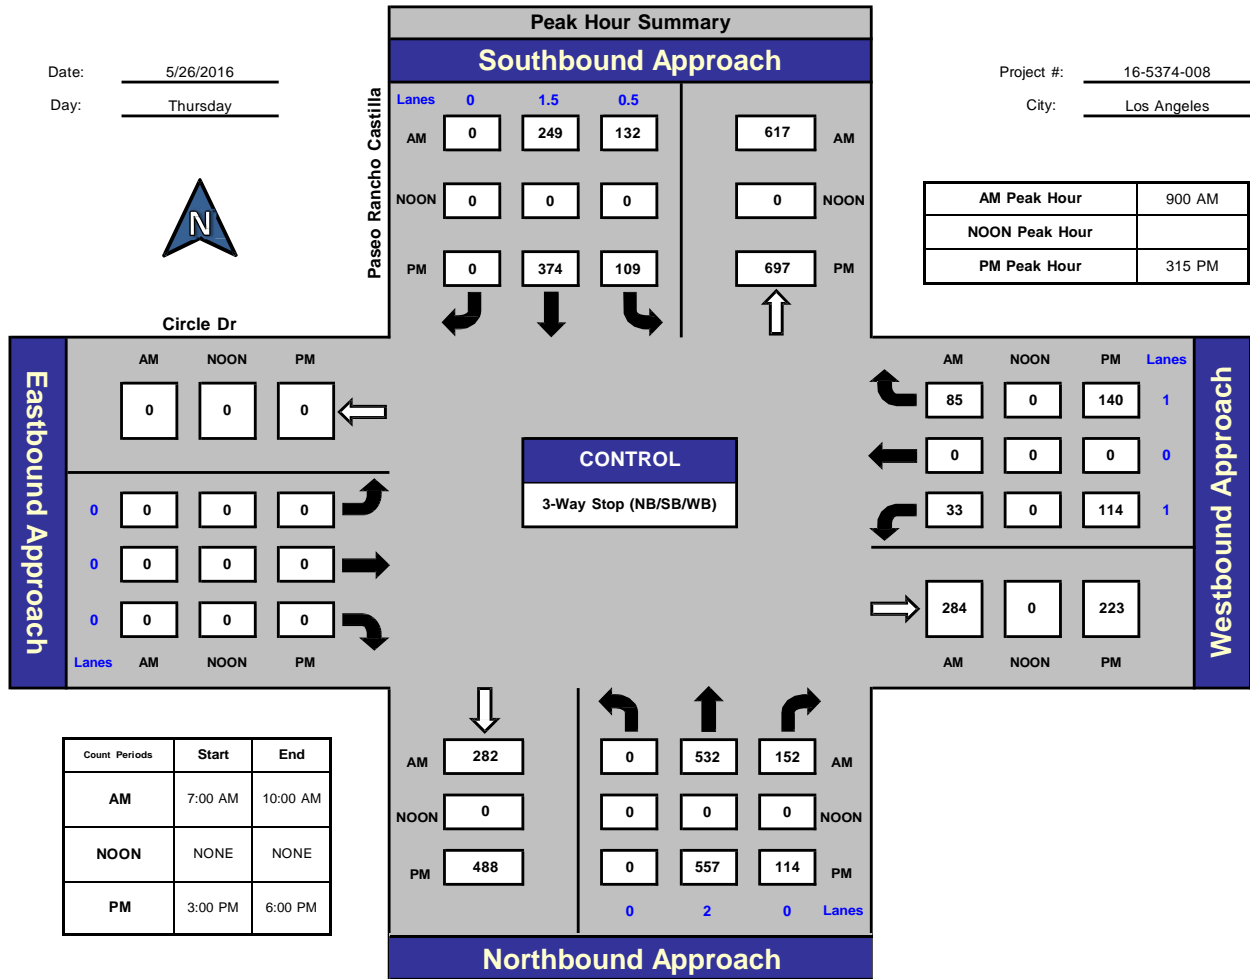 Peak Hour Summary
Southbound Approach
Date: 5/26/2016
Day: Thursday
Project #: 16-5374-008
City: Los Angeles
Paseo Rancho Castilla
Lanes 0 1.5 0.5
AM 0 249 132 617 AM
NOON 0 0 0 0 NOON
PM 0 374 109 697 PM
N
AM Peak Hour 900 AM
NOON Peak Hour
PM Peak Hour 315 PM
Circle Dr
Eastbound Approach
AM NOON PM
0 0 0
0 0 0 0
0 0 0 0
0 0 0 0
Lanes AM NOON PM
CONTROL
3-Way Stop (NB/SB/WB)
AM NOON PM Lanes
85 0 140 1
0 0 0 0
33 0 114 1
284 0 223
AM NOON PM
Westbound Approach
Count Periods Start End
AM 7:00 AM 10:00 AM
NOON NONE NONE
PM 3:00 PM 6:00 PM
AM 282 0 532 152 AM
NOON 0 0 0 0 NOON
PM 488 0 557 114 PM
0 2 0 Lanes
Northbound Approach